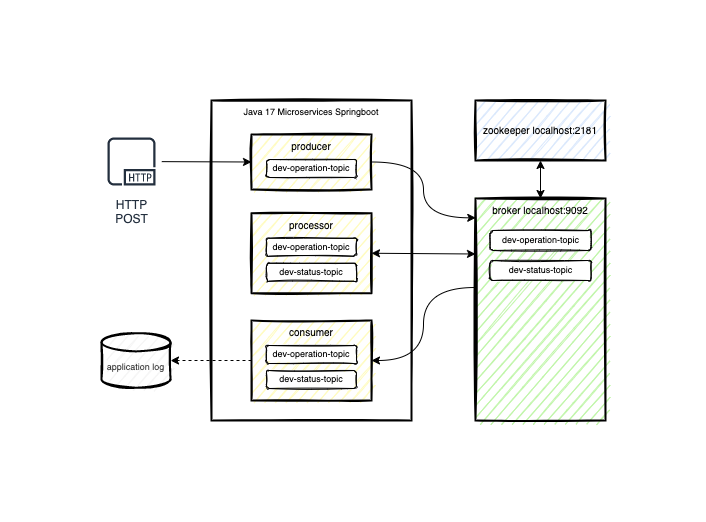 Java 17 Microservices Springboot
HTTP
HTTP
POST
producer
dev-operation-topic
processor
dev-operation-topic
dev-status-topic
consumer
dev-operation-topic
dev-status-topic
application log
zookeeper localhost:2181
broker localhost:9092
dev-operation-topic
dev-status-topic